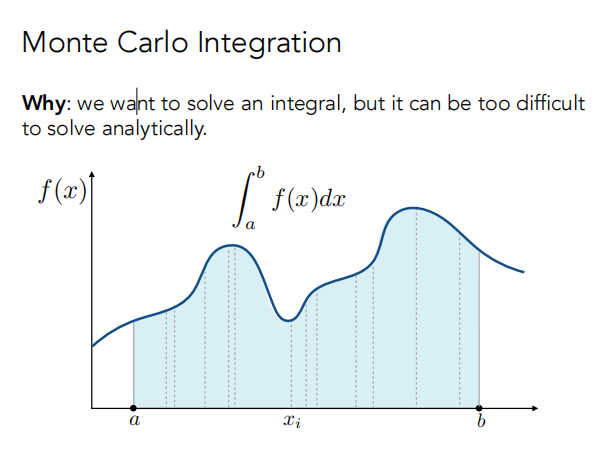 Monte Carlo Integration
Why: we want to solve an integral, but it can be too difficult
to solve analytically.
f(x)
∫_a^b f(x)dx
a
x_i
b